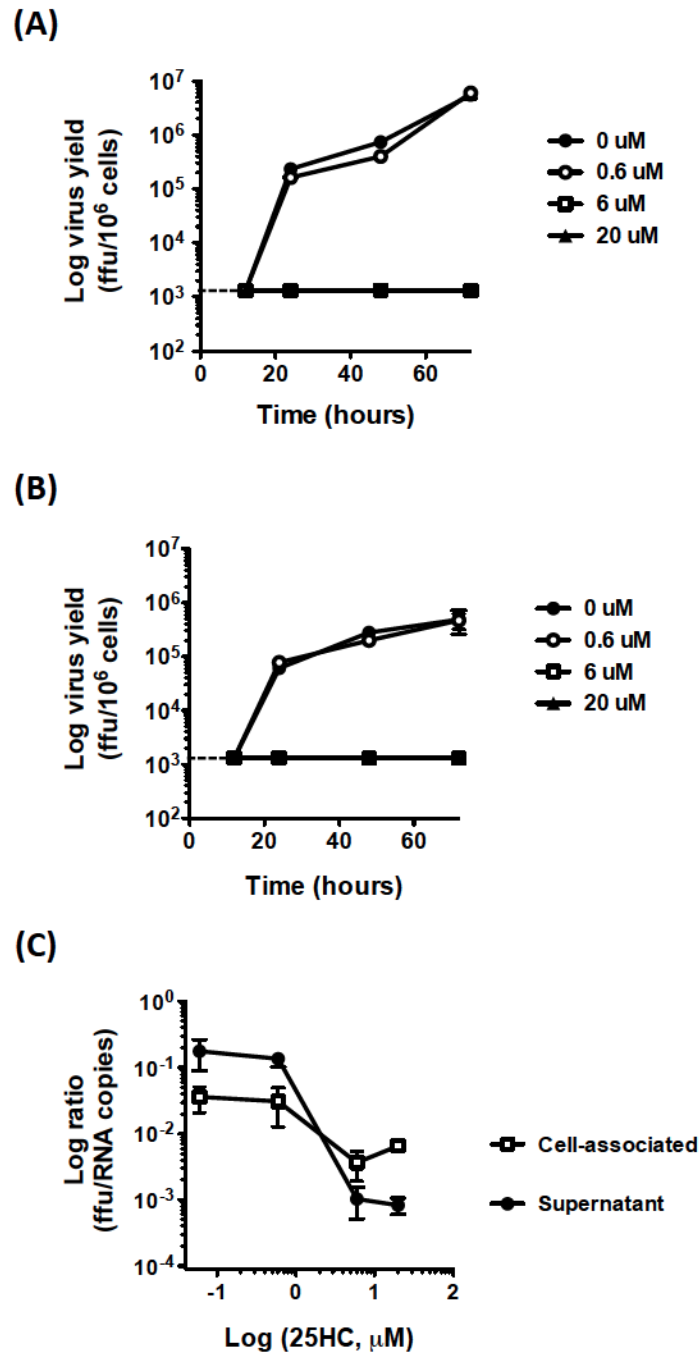 (A)
Log virus yield
(ffu/10⁶ cells)
10⁷
10⁶
10⁵
10⁴
10³
10²
0
20
40
60
Time (hours)
0 uM
0.6 uM
6 uM
20 uM
(B)
Log virus yield
(ffu/10⁶ cells)
10⁷
10⁶
10⁵
10⁴
10³
10²
0
20
40
60
Time (hours)
0 uM
0.6 uM
6 uM
20 uM
(C)
Log ratio
(ffu/RNA copies)
10⁰
10⁻¹
10⁻²
10⁻³
10⁻⁴
-1
0
1
2
Log (25HC, μM)
Cell-associated
Supernatant